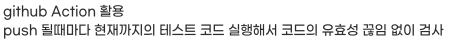 github Action 활용
push 될때마다 현재까지의 테스트 코드 실행해서 코드의 유효성 끊임 없이 검사